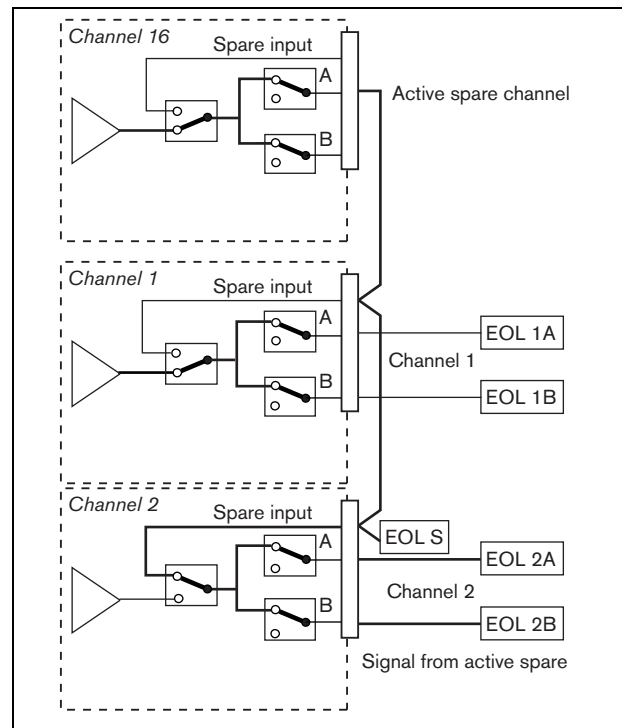 Channel 16
Spare input
A
Active spare channel
B
Channel 1
Spare input
A
EOL 1A
Channel 1
B
EOL 1B
Channel 2
Spare input
EOL S
A
EOL 2A
Channel 2
B
EOL 2B
Signal from active spare